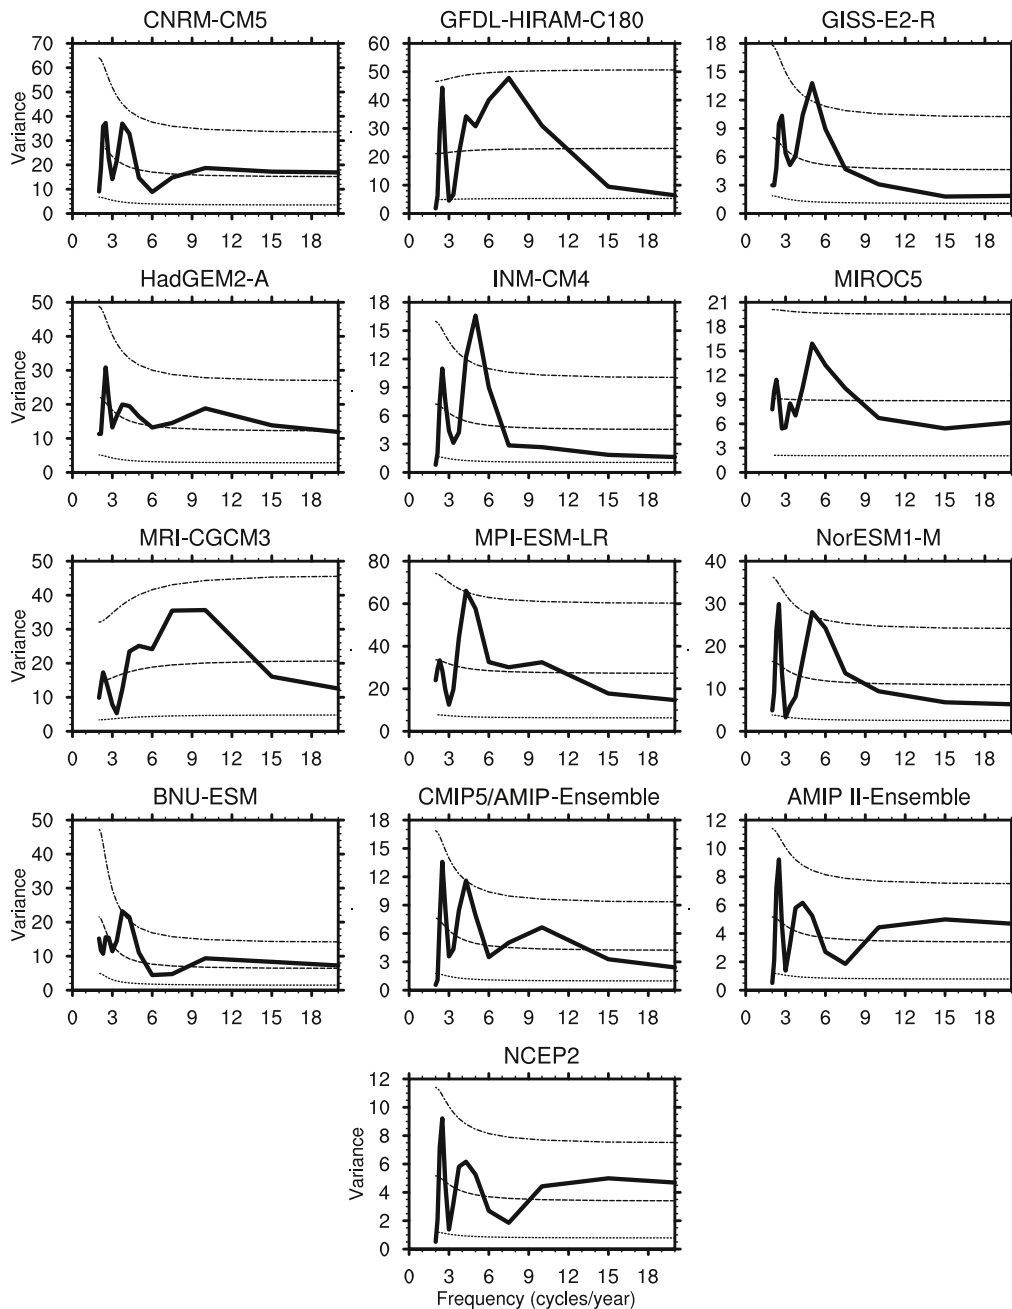 CNRM-CM5 GFDL-HIRAM-C180 GISS-E2-R
Variance
70 60 50 40 30 20 10 0
0 3 6 9 12 15 18
60 50 40 30 20 10 0
0 3 6 9 12 15 18
18 15 12 9 6 3 0
0 3 6 9 12 15 18
HadGEM2-A INM-CM4 MIROC5
Variance
50 40 30 20 10 0
0 3 6 9 12 15 18
18 15 12 9 6 3 0
0 3 6 9 12 15 18
21 18 15 12 9 6 3 0
0 3 6 9 12 15 18
MRI-CGCM3 MPI-ESM-LR NorESM1-M
Variance
50 40 30 20 10 0
0 3 6 9 12 15 18
80 60 40 20 0
0 3 6 9 12 15 18
40 30 20 10 0
0 3 6 9 12 15 18
BNU-ESM CMIP5/AMIP-Ensemble AMIP II-Ensemble
Variance
50 40 30 20 10 0
0 3 6 9 12 15 18
18 15 12 9 6 3 0
0 3 6 9 12 15 18
12 10 8 6 4 2 0
0 3 6 9 12 15 18
NCEP2
Variance
12 10 8 6 4 2 0
0 3 6 9 12 15 18
Frequency (cycles/year)